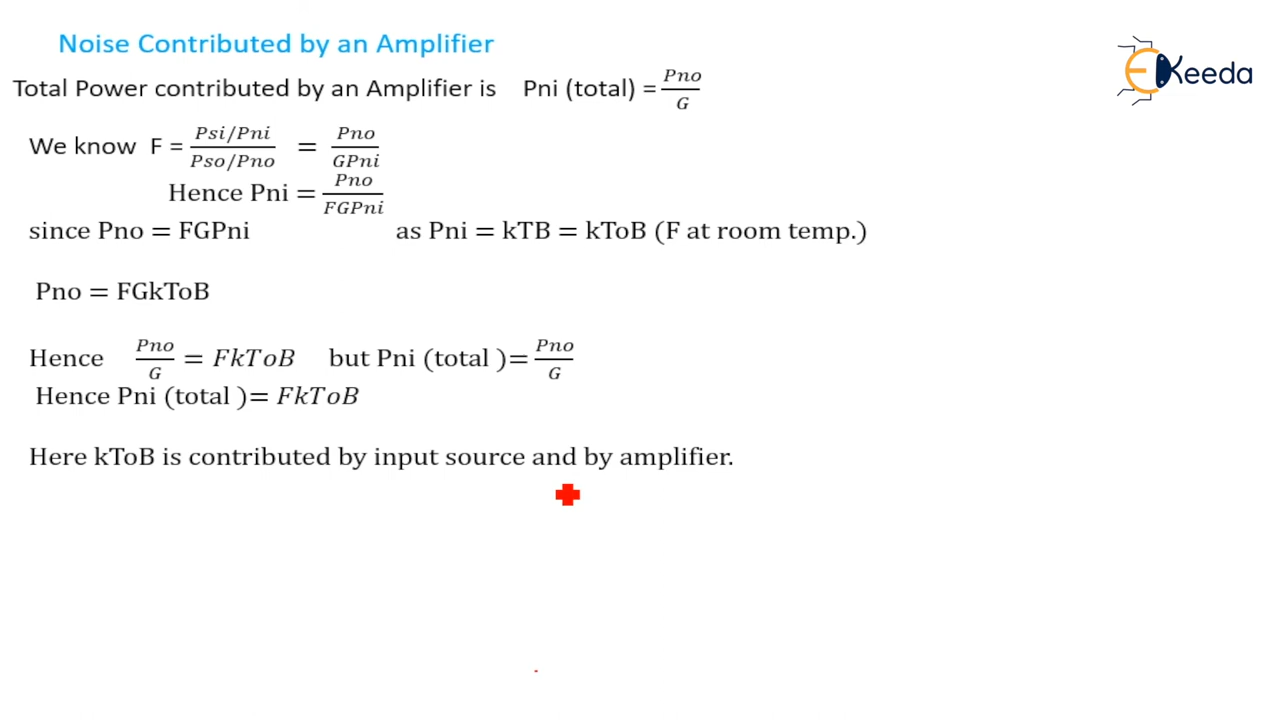 Noise Contributed by an Amplifier
EKeeda
Total Power contributed by an Amplifier is Pni (total) = Pno/G
We know F = (Psi/Pni)/(Pso/Pno) = Pno/GPni
Hence Pni = Pno/FGPni
since Pno = FGPni as Pni = kTB = kToB (F at room temp.)
Pno = FGkToB
Hence Pno/G = FkToB but Pni (total )= Pno/G
Hence Pni (total )= FkToB
Here kToB is contributed by input source and by amplifier.